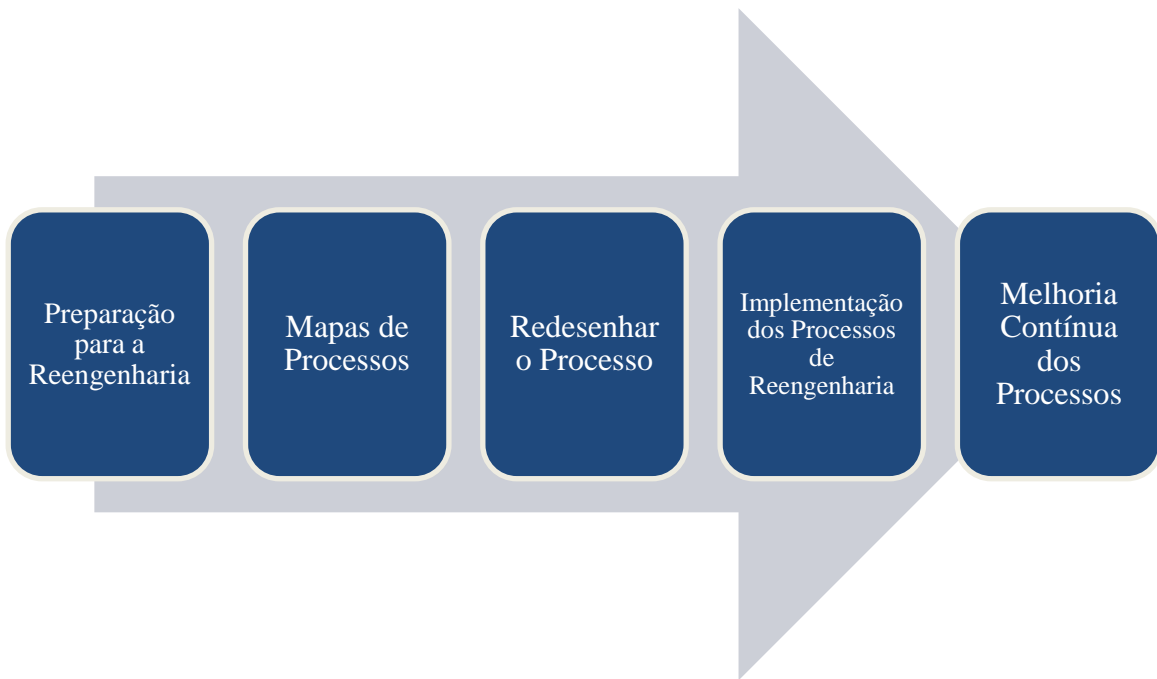 Preparação
para a
Reengenharia
Mapas de
Processos
Redesenhar
o Processo
Implementação
dos Processos
de
Reengenharia
Melhoria
Contínua
dos
Processos